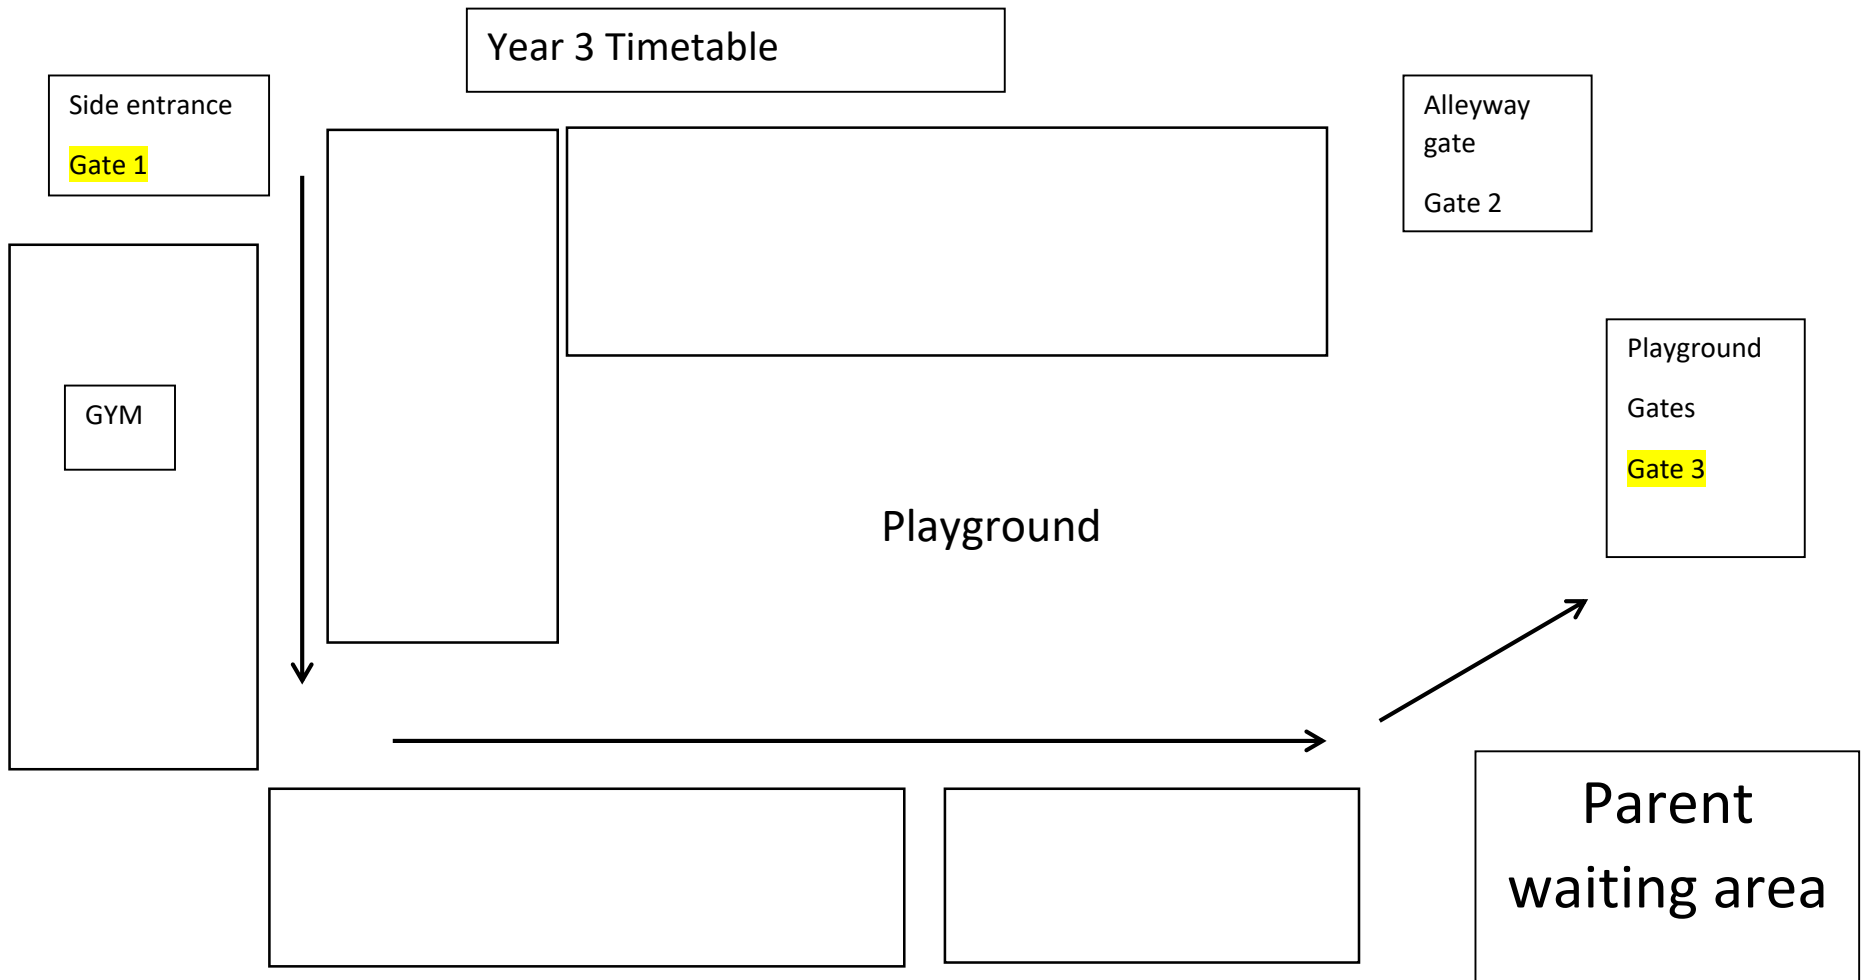 Year 3 Timetable
Side entrance
Gate 1
Alleyway
gate
Gate 2
Playground
Gates
Gate 3
GYM
Playground
Parent
waiting area